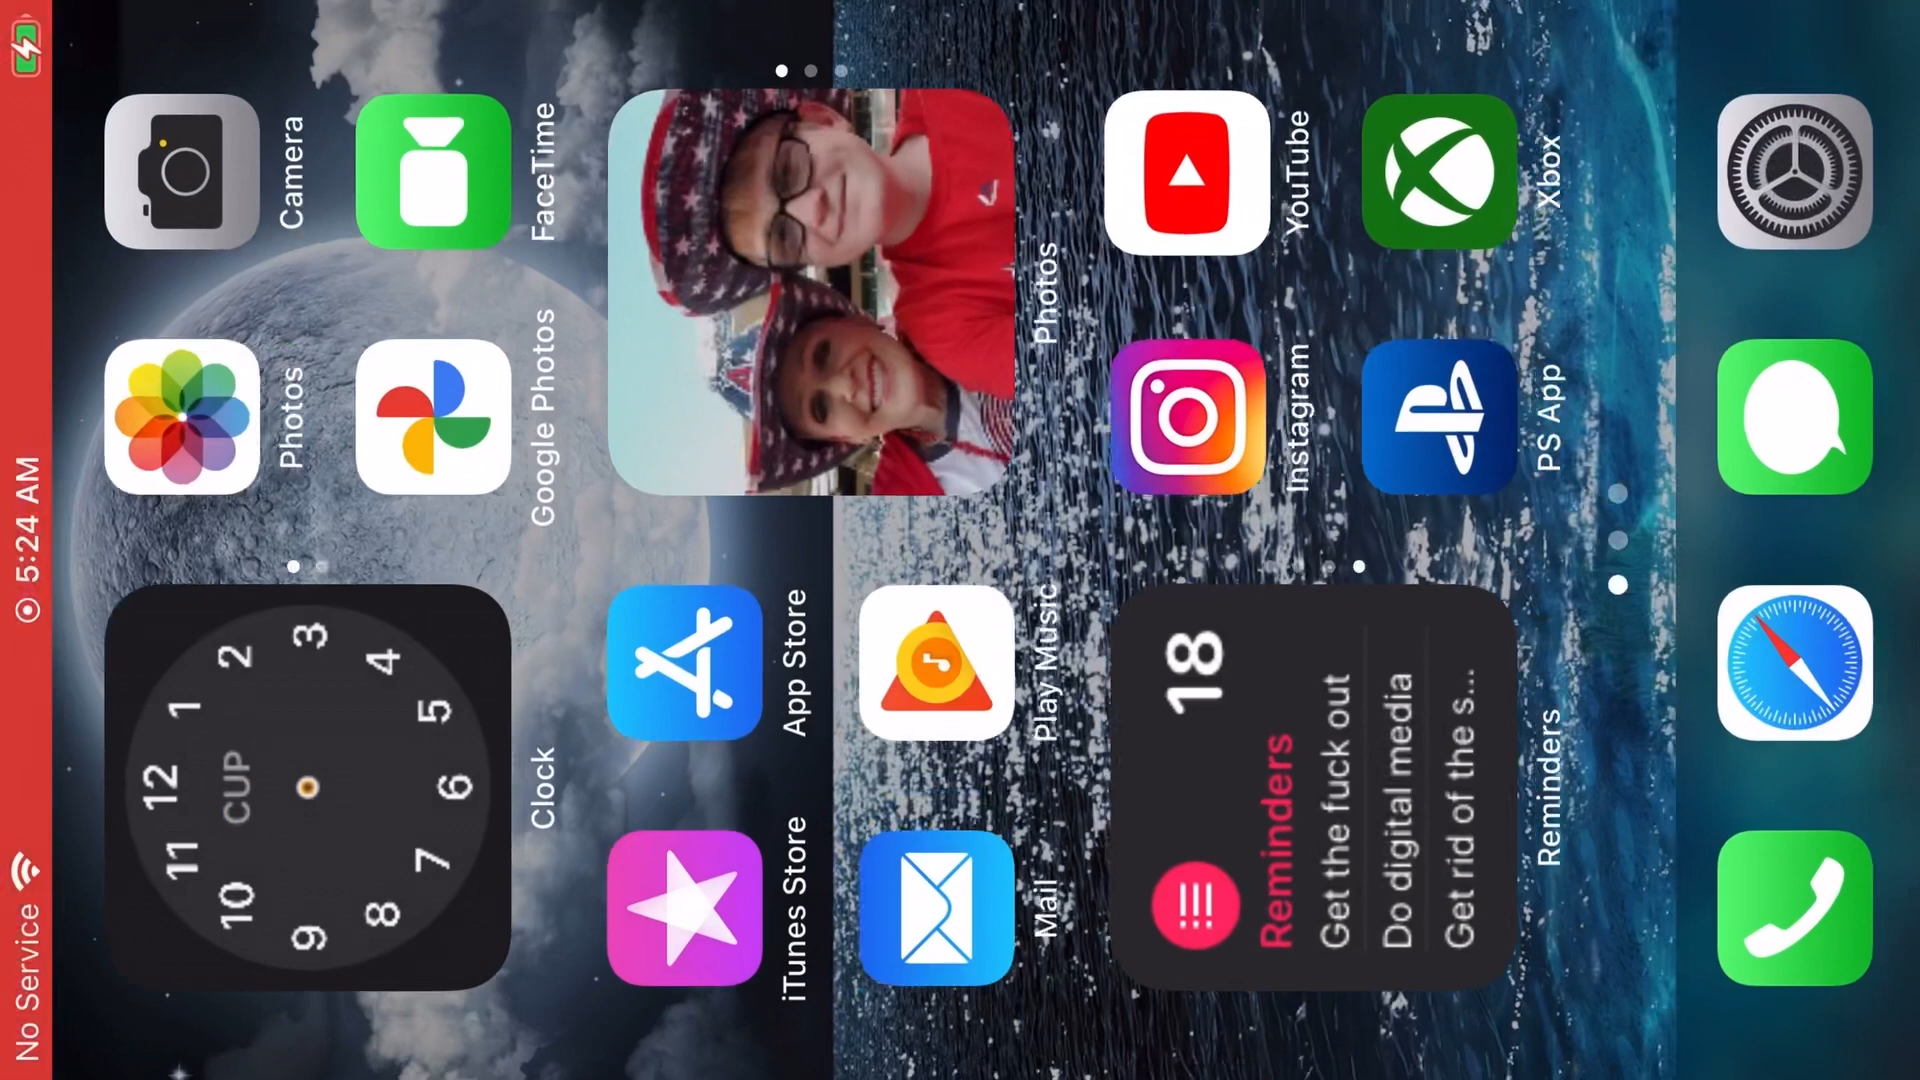 No Service
5:24 AM
12
1
2
3
4
5
6
7
8
9
10
11
CUP
Clock
Photos
Camera
Google Photos
FaceTime
iTunes Store
App Store
Photos
Mail
Play Music
18
Reminders
Get the fuck out
Do digital media
Get rid of the s...
Reminders
Instagram
YouTube
PS App
Xbox